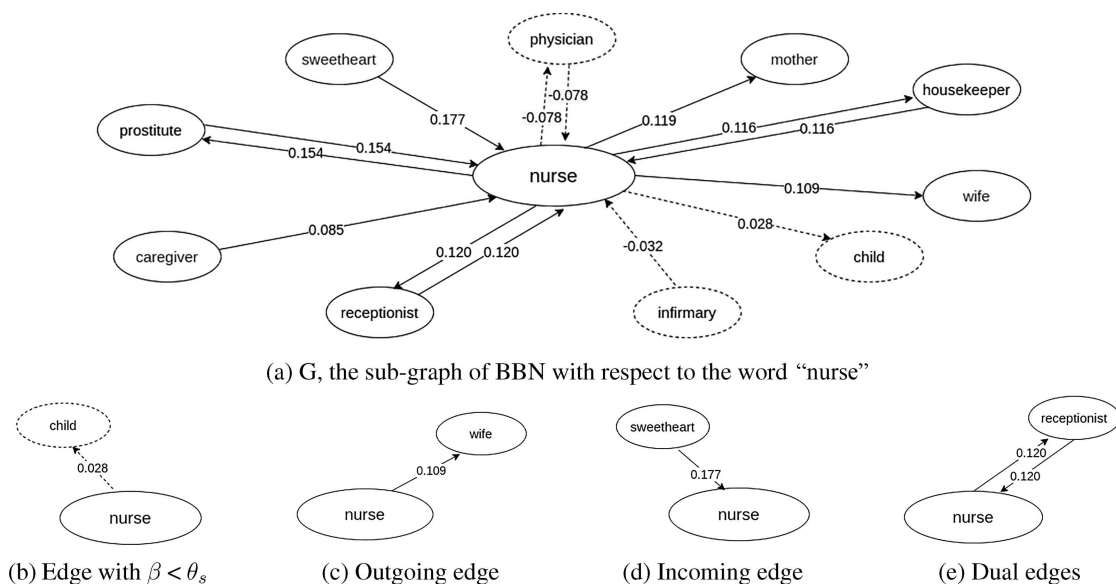 physician
sweetheart
mother
housekeeper
-0.078
-0.078
0.177
0.119
0.116
0.116
prostitute
0.154
0.154
nurse
0.109
wife
0.085
0.028
caregiver
0.120
0.120
-0.032
child
receptionist
infirmary
(a) G, the sub-graph of BBN with respect to the word “nurse”
child
0.028
nurse
(b) Edge with β < θs
wife
0.109
nurse
(c) Outgoing edge
sweetheart
0.177
nurse
(d) Incoming edge
receptionist
0.120
0.120
nurse
(e) Dual edges